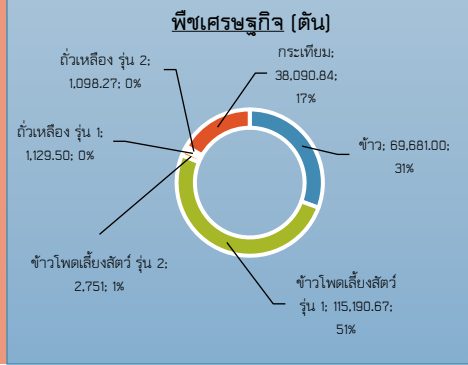 พืชเศรษฐกิจ (ตัน)
กระเทียม;
38,090.84;
17%
ถั่วเหลือง รุ่น 2;
1,098.27; 0%
ถั่วเหลือง รุ่น 1;
1,129.50; 0%
ข้าว; 69,681.00;
31%
ข้าวโพดเลี้ยงสัตว์ รุ่น 2;
2,751; 1%
ข้าวโพดเลี้ยงสัตว์
รุ่น 1; 115,190.67;
51%